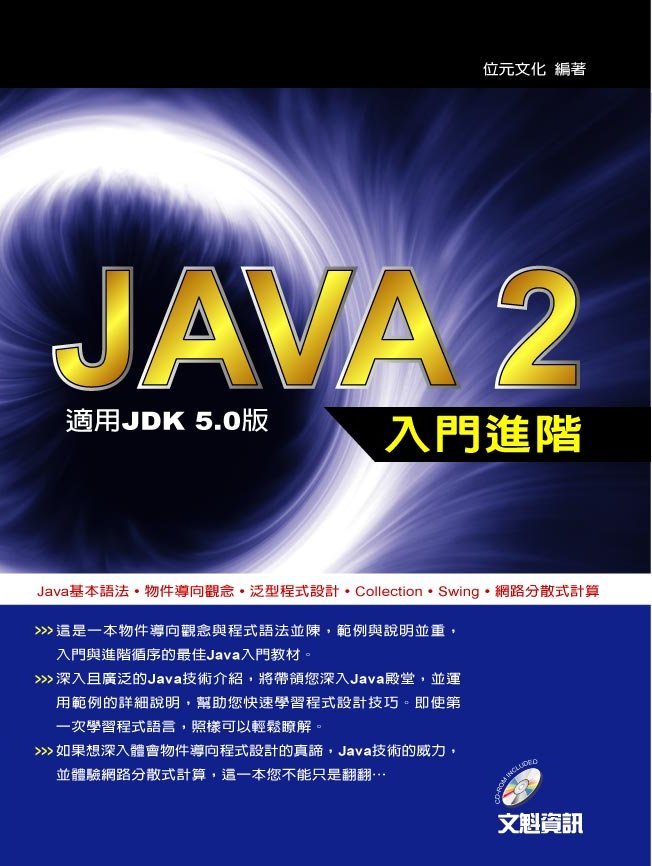 位元文化 編著
JAVA 2
適用JDK 5.0版
入門進階
Java基本語法•物件導向觀念•泛型程式設計•Collection•Swing•網路分散式計算
>>> 這是一本物件導向觀念與程式語法並陳，範例與說明並重，
入門與進階循序的最佳Java入門教材。
>>> 深入且廣泛的Java技術介紹，將帶領您深入Java殿堂，並運
用範例的詳細說明，幫助您快速學習程式設計技巧。即使第
一次學習程式語言，照樣可以輕鬆瞭解。
>>> 如果想深入體會物件導向程式設計的真諦，Java技術的威力，
並體驗網路分散式計算，這一本您不能只是翻翻…
CD-ROM INCLUDED
文魁資訊